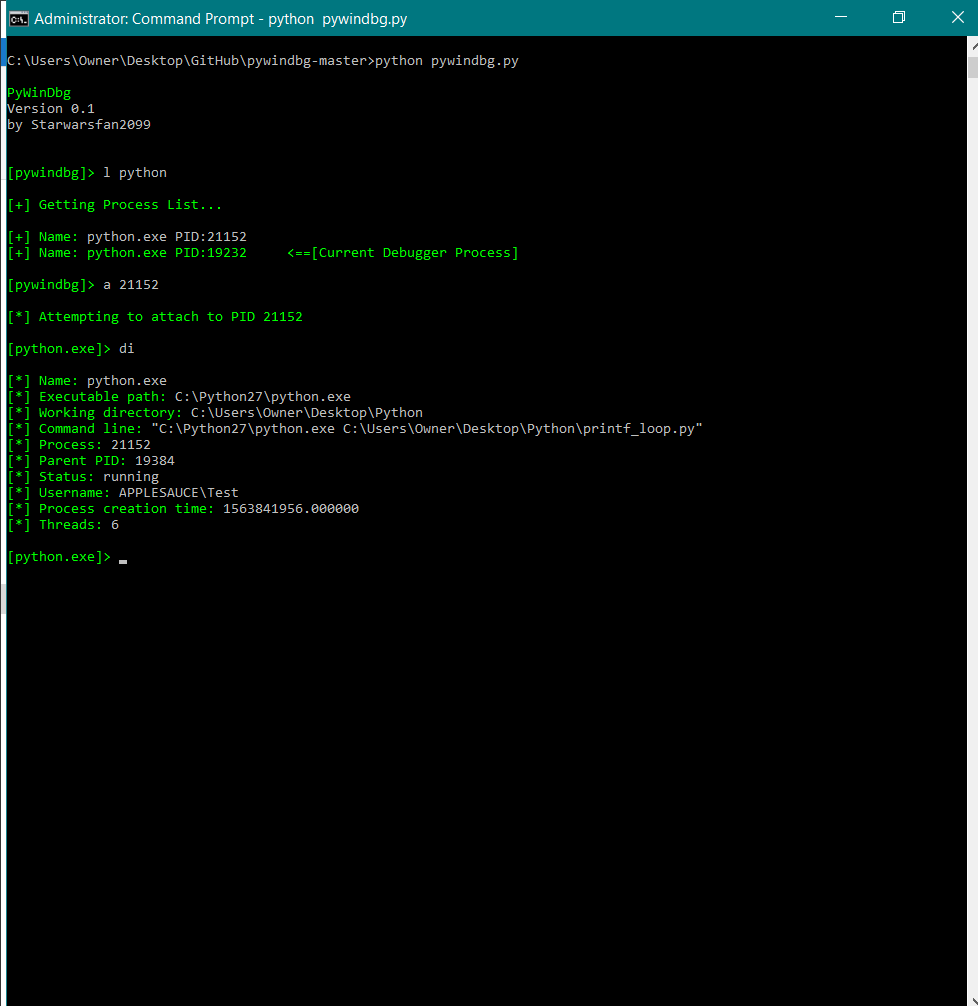 Administrator: Command Prompt - python  pywindbg.py
C:\Users\Owner\Desktop\GitHub\pywindbg-master>python pywindbg.py
PyWinDbg
Version 0.1
by Starwarsfan2099
[pywindbg]> l python
[+] Getting Process List...
[+] Name: python.exe PID:21152
[+] Name: python.exe PID:19232     <==[Current Debugger Process]
[pywindbg]> a 21152
[*] Attempting to attach to PID 21152
[python.exe]> di
[*] Name: python.exe
[*] Executable path: C:\Python27\python.exe
[*] Working directory: C:\Users\Owner\Desktop\Python
[*] Command line: "C:\Python27\python.exe C:\Users\Owner\Desktop\Python\printf_loop.py"
[*] Process: 21152
[*] Parent PID: 19384
[*] Status: running
[*] Username: APPLESAUCE\Test
[*] Process creation time: 1563841956.000000
[*] Threads: 6
[python.exe]>